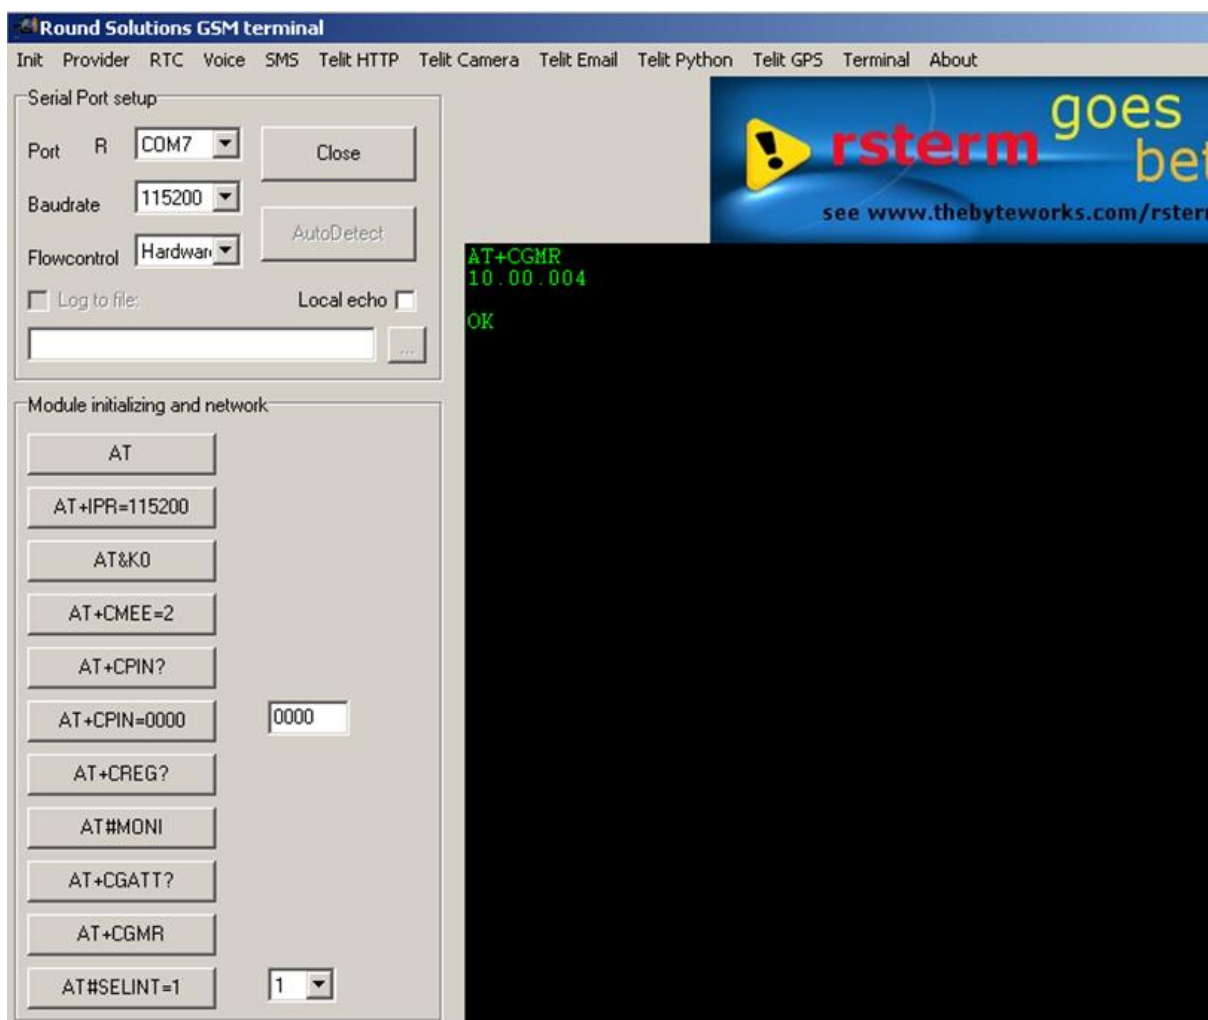 Round Solutions GSM terminal
Init Provider RTC Voice SMS Telit HTTP Telit Camera Telit Email Telit Python Telit GPS Terminal About
Serial Port setup
Port R COM7 Close
Baudrate 115200
AutoDetect
Flowcontrol Hardwar
Log to file: Local echo
...
Module initializing and network
AT
AT+IPR=115200
AT&K0
AT+CMEE=2
AT+CPIN?
AT+CPIN=0000 0000
AT+CREG?
AT#MONI
AT+CGATT?
AT+CGMR
AT#SELINT=1 1
rsterm goes
bet
see www.thebyteworks.com/rsterm
AT+CGMR
10.00.004
OK